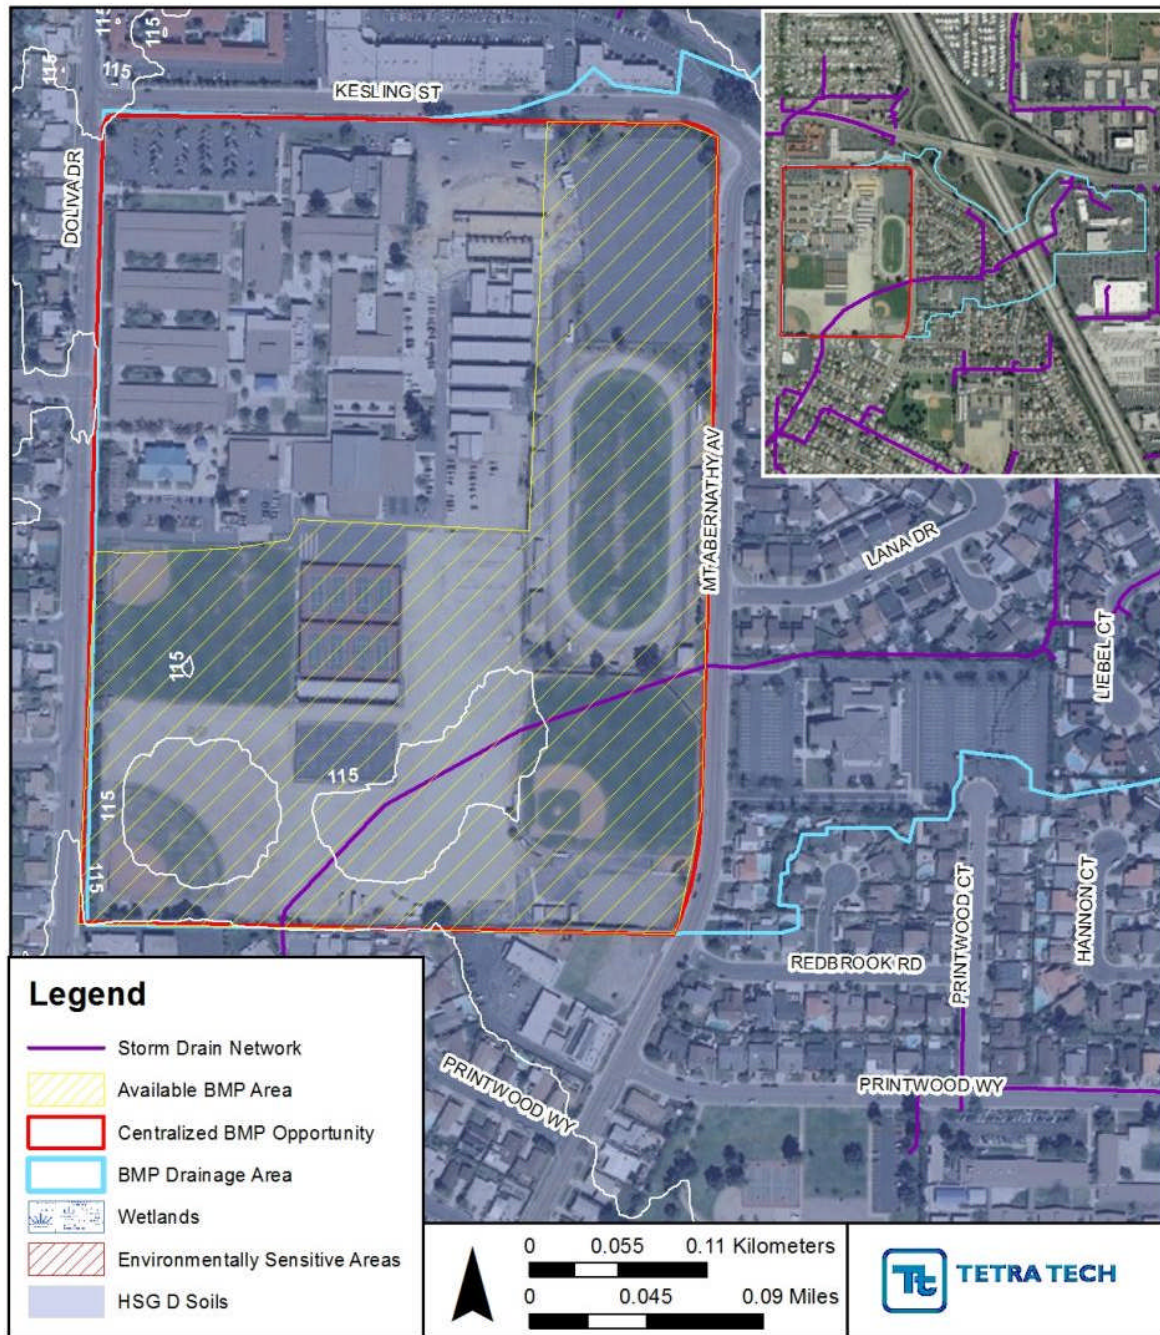 115
115
115
115
KESLING ST
DOLIVA DR
MT ABERNATHY AV
LANA DR
LIEBEL CT
115
115
115
115
PRINTWOOD CT
HANNON CT
REDBROOK RD
PRINTWOOD WY
PRINTWOOD WY
Legend
Storm Drain Network
Available BMP Area
Centralized BMP Opportunity
BMP Drainage Area
Wetlands
Environmentally Sensitive Areas
HSG D Soils
0 0.055 0.11 Kilometers
0 0.045 0.09 Miles
Tt TETRA TECH